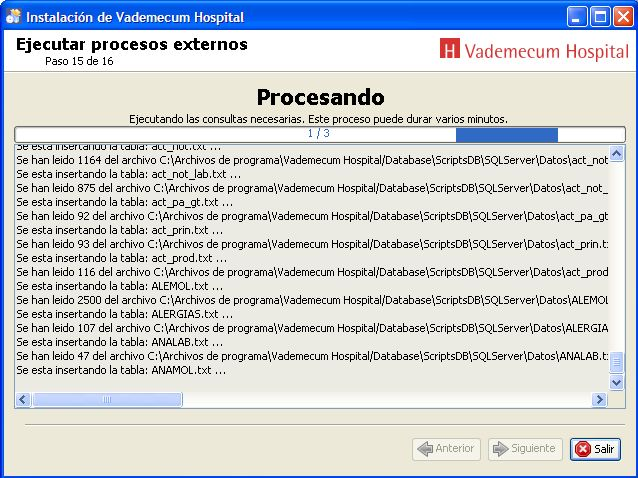 Instalación de Vademecum Hospital
Ejecutar procesos externos
Paso 15 de 16
H Vademecum Hospital
Procesando
Ejecutando las consultas necesarias. Este proceso puede durar varios minutos.
1 / 3
Se esta insertando la tabla: act_not.txt ...
Se han leido 1164 del archivo C:\Archivos de programa\Vademecum Hospital/Database\ScriptsDB\SQLServer\Datos\act_not
Se esta insertando la tabla: act_not_lab.txt ...
Se han leido 875 del archivo C:\Archivos de programa\Vademecum Hospital/Database\ScriptsDB\SQLServer\Datos\act_not_
Se esta insertando la tabla: act_pa_gt.txt ...
Se han leido 92 del archivo C:\Archivos de programa\Vademecum Hospital/Database\ScriptsDB\SQLServer\Datos\act_pa_gt
Se esta insertando la tabla: act_prin.txt ...
Se han leido 93 del archivo C:\Archivos de programa\Vademecum Hospital/Database\ScriptsDB\SQLServer\Datos\act_prin.t
Se esta insertando la tabla: act_prod.txt ...
Se han leido 116 del archivo C:\Archivos de programa\Vademecum Hospital/Database\ScriptsDB\SQLServer\Datos\act_prod
Se esta insertando la tabla: ALEMOL.txt ...
Se han leido 2500 del archivo C:\Archivos de programa\Vademecum Hospital/Database\ScriptsDB\SQLServer\Datos\ALEMOL
Se esta insertando la tabla: ALERGIAS.txt ...
Se han leido 107 del archivo C:\Archivos de programa\Vademecum Hospital/Database\ScriptsDB\SQLServer\Datos\ALERGIA
Se esta insertando la tabla: ANALAB.txt ...
Se han leido 47 del archivo C:\Archivos de programa\Vademecum Hospital/Database\ScriptsDB\SQLServer\Datos\ANALAB.t
Se esta insertando la tabla: ANAMOL.txt ...
Anterior
Siguiente
Salir